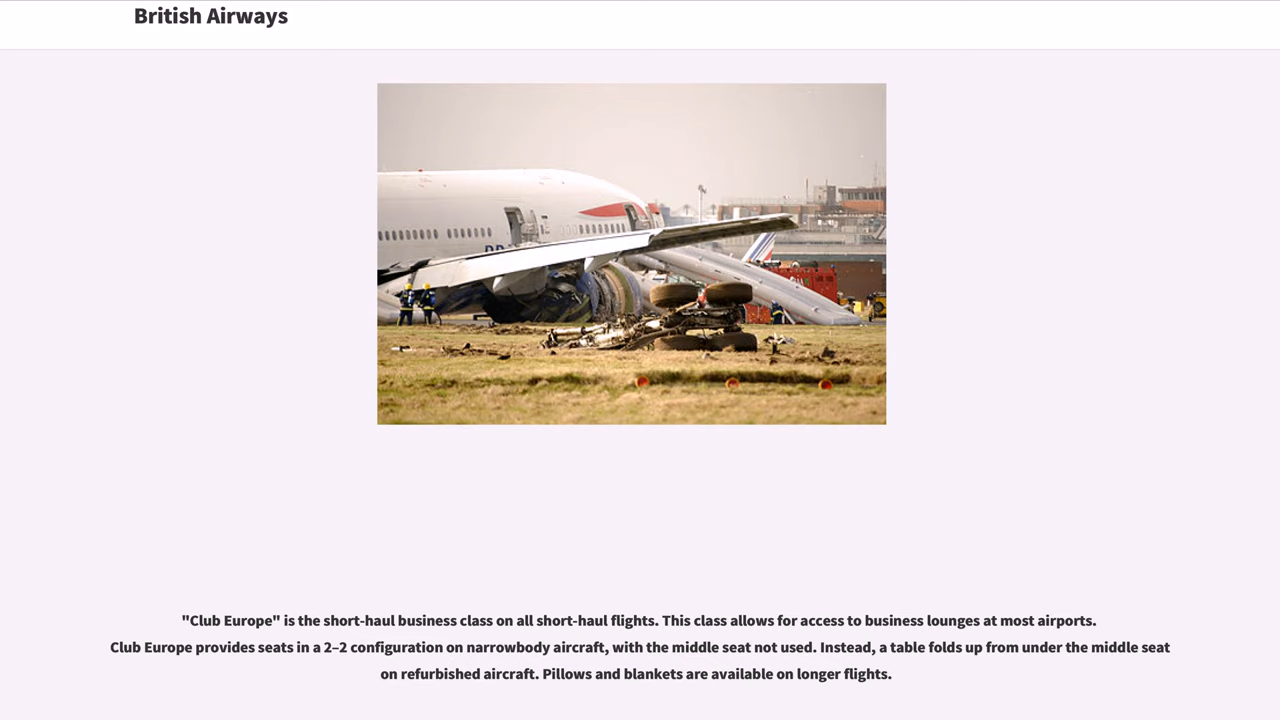 British Airways
"Club Europe" is the short-haul business class on all short-haul flights. This class allows for access to business lounges at most airports.
Club Europe provides seats in a 2–2 configuration on narrowbody aircraft, with the middle seat not used. Instead, a table folds up from under the middle seat
on refurbished aircraft. Pillows and blankets are available on longer flights.